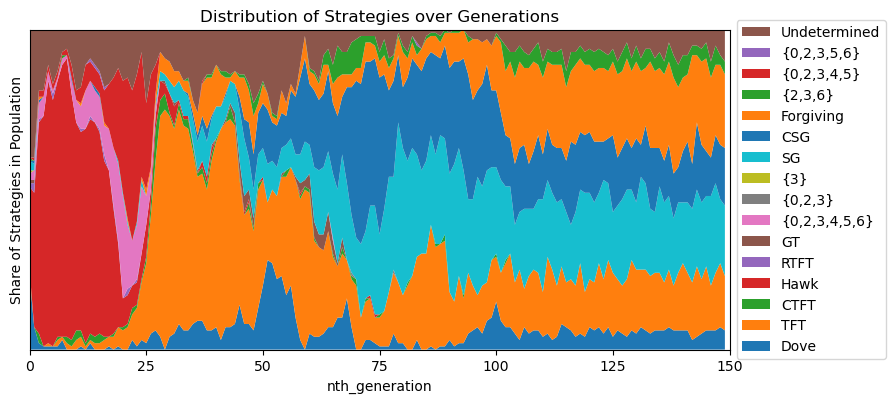 Distribution of Strategies over Generations
Share of Strategies in Population
0
25
50
75
100
125
150
nth_generation
Undetermined
{0,2,3,5,6}
{0,2,3,4,5}
{2,3,6}
Forgiving
CSG
SG
{3}
{0,2,3}
{0,2,3,4,5,6}
GT
RTFT
Hawk
CTFT
TFT
Dove